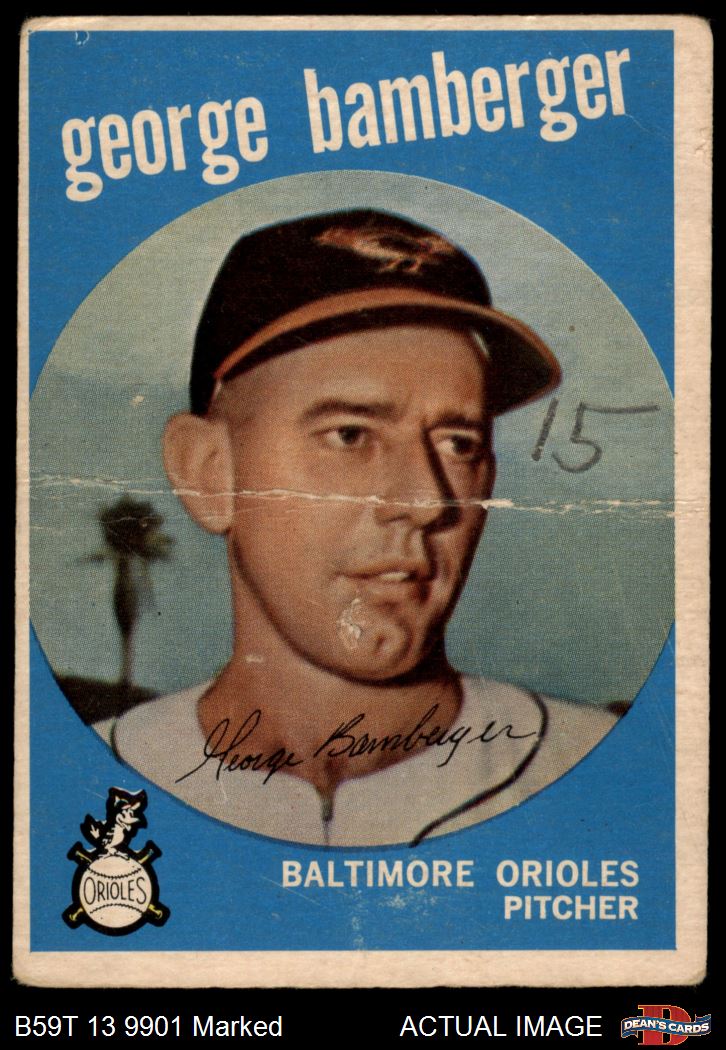 george bamberger
15
George Bamberger
ORIOLES
BALTIMORE ORIOLES
PITCHER
B59T 13 9901 Marked
ACTUAL IMAGE
D
DEAN'S CARDS